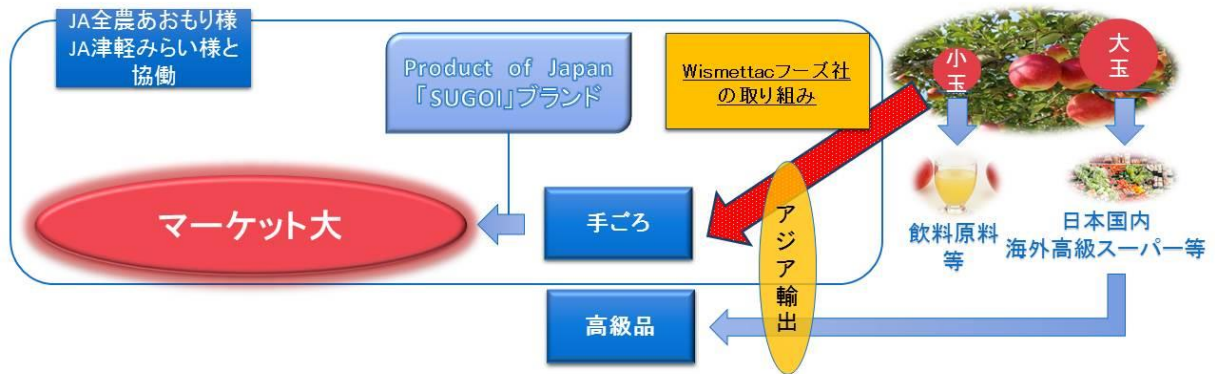 JA全農あおもり様
JA津軽みらい様と
協働
Product of Japan
「SUGOI」ブランド
Wismettacフーズ社
の取り組み
小玉
大玉
マーケット大
手ごろ
アジア輸出
飲料原料
等
日本国内
海外高級スーパー等
高級品